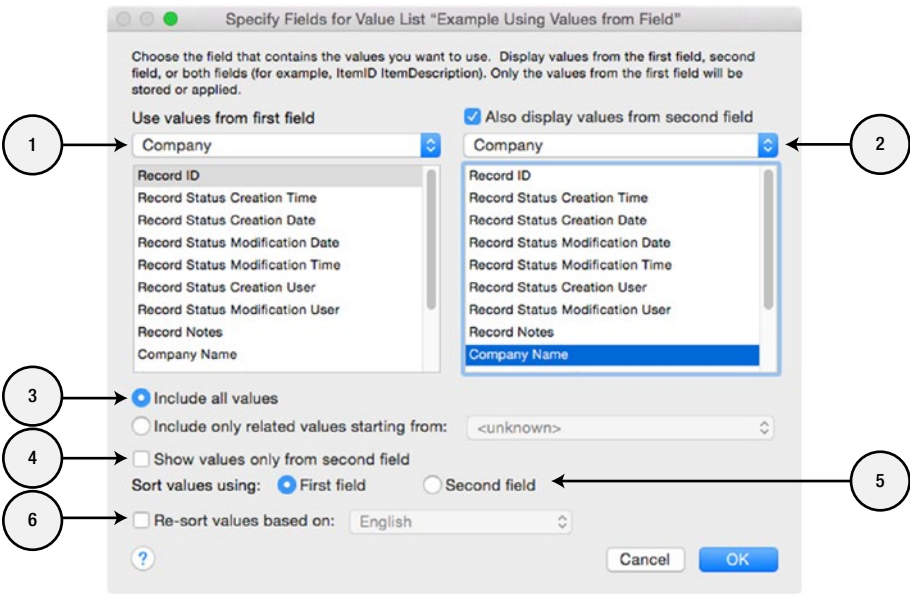 Specify Fields for Value List “Example Using Values from Field”
Choose the field that contains the values you want to use.  Display values from the first field, second
field, or both fields (for example, ItemID ItemDescription). Only the values from the first field will be
stored or applied.
Use values from first field
Also display values from second field
1
Company
Company
2
Record ID
Record Status Creation Time
Record Status Creation Date
Record Status Modification Date
Record Status Modification Time
Record Status Creation User
Record Status Modification User
Record Notes
Company Name
Record ID
Record Status Creation Time
Record Status Creation Date
Record Status Modification Date
Record Status Modification Time
Record Status Creation User
Record Status Modification User
Record Notes
Company Name
3
Include all values
Include only related values starting from:
<unknown>
4
Show values only from second field
Sort values using:
First field
Second field
5
6
Re-sort values based on:
English
?
Cancel
OK